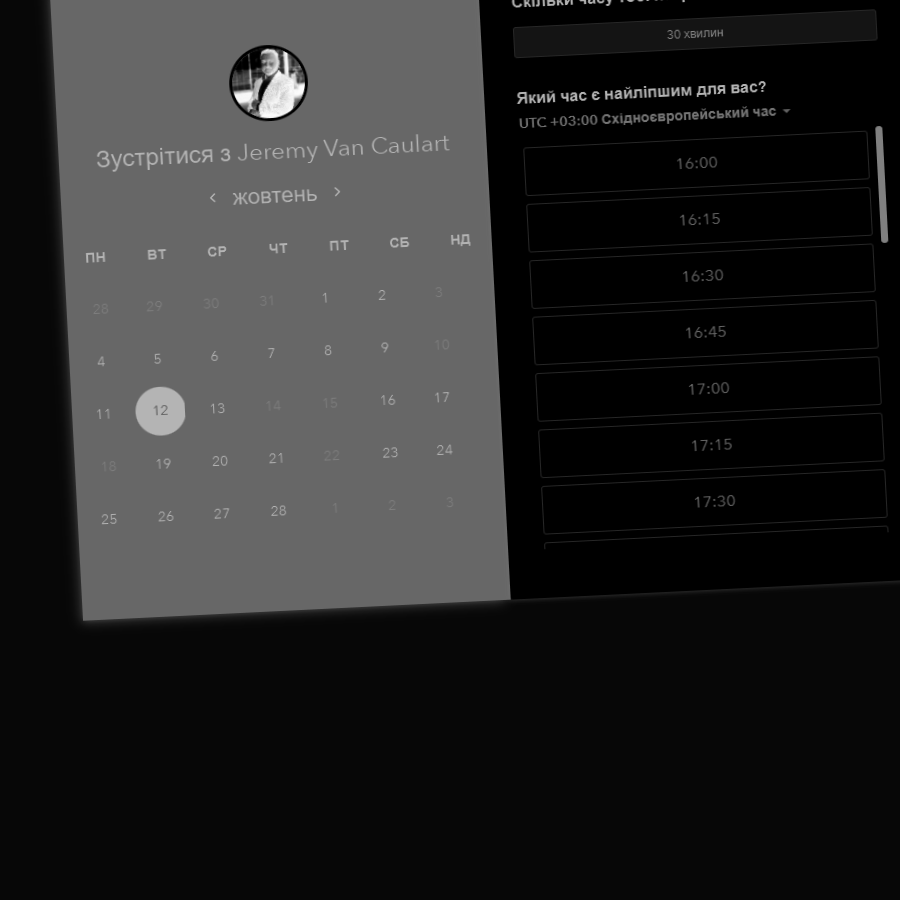 Зустрітися з Jeremy Van Caulart
‹ жовтень ›
ПН ВТ СР ЧТ ПТ СБ НД
28 29 30 31 1 2 3
4 5 6 7 8 9 10
11 12 13 14 15 16 17
18 19 20 21 22 23 24
25 26 27 28 1 2 3
Скільки часу
30 хвилин
Який час є найліпшим для вас?
UTC +03:00 Східноєвропейський час
16:00
16:15
16:30
16:45
17:00
17:15
17:30